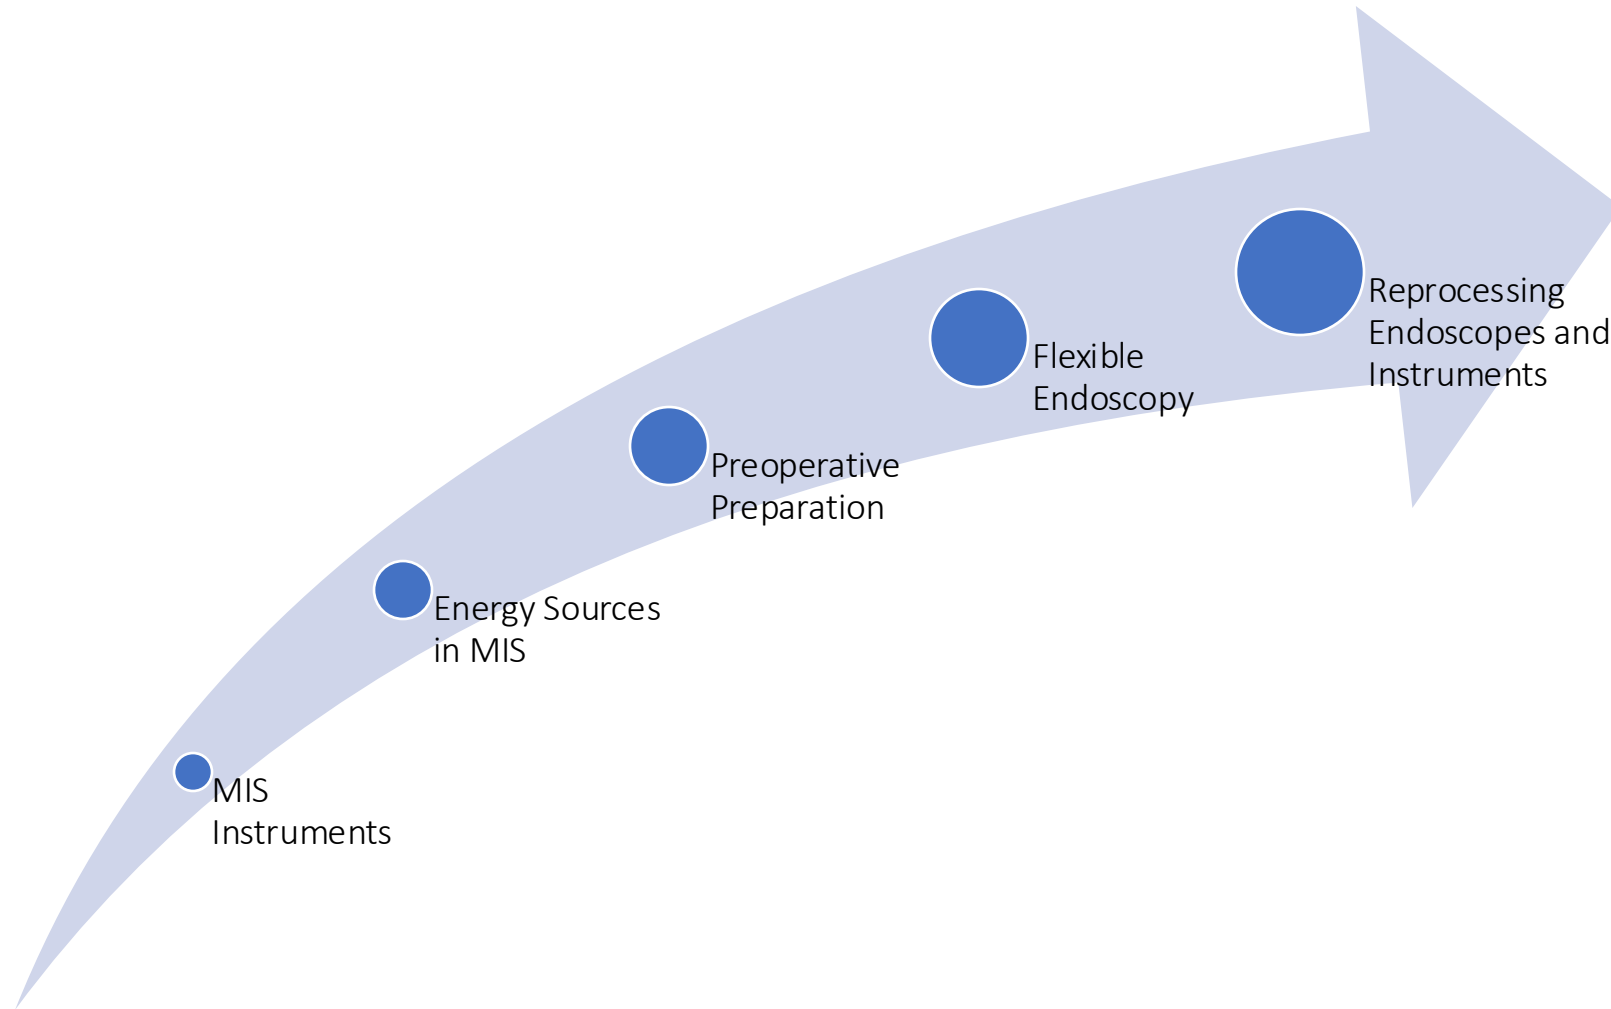 MIS
Instruments
Energy Sources
in MIS
Preoperative
Preparation
Flexible
Endoscopy
Reprocessing
Endoscopes and
Instruments